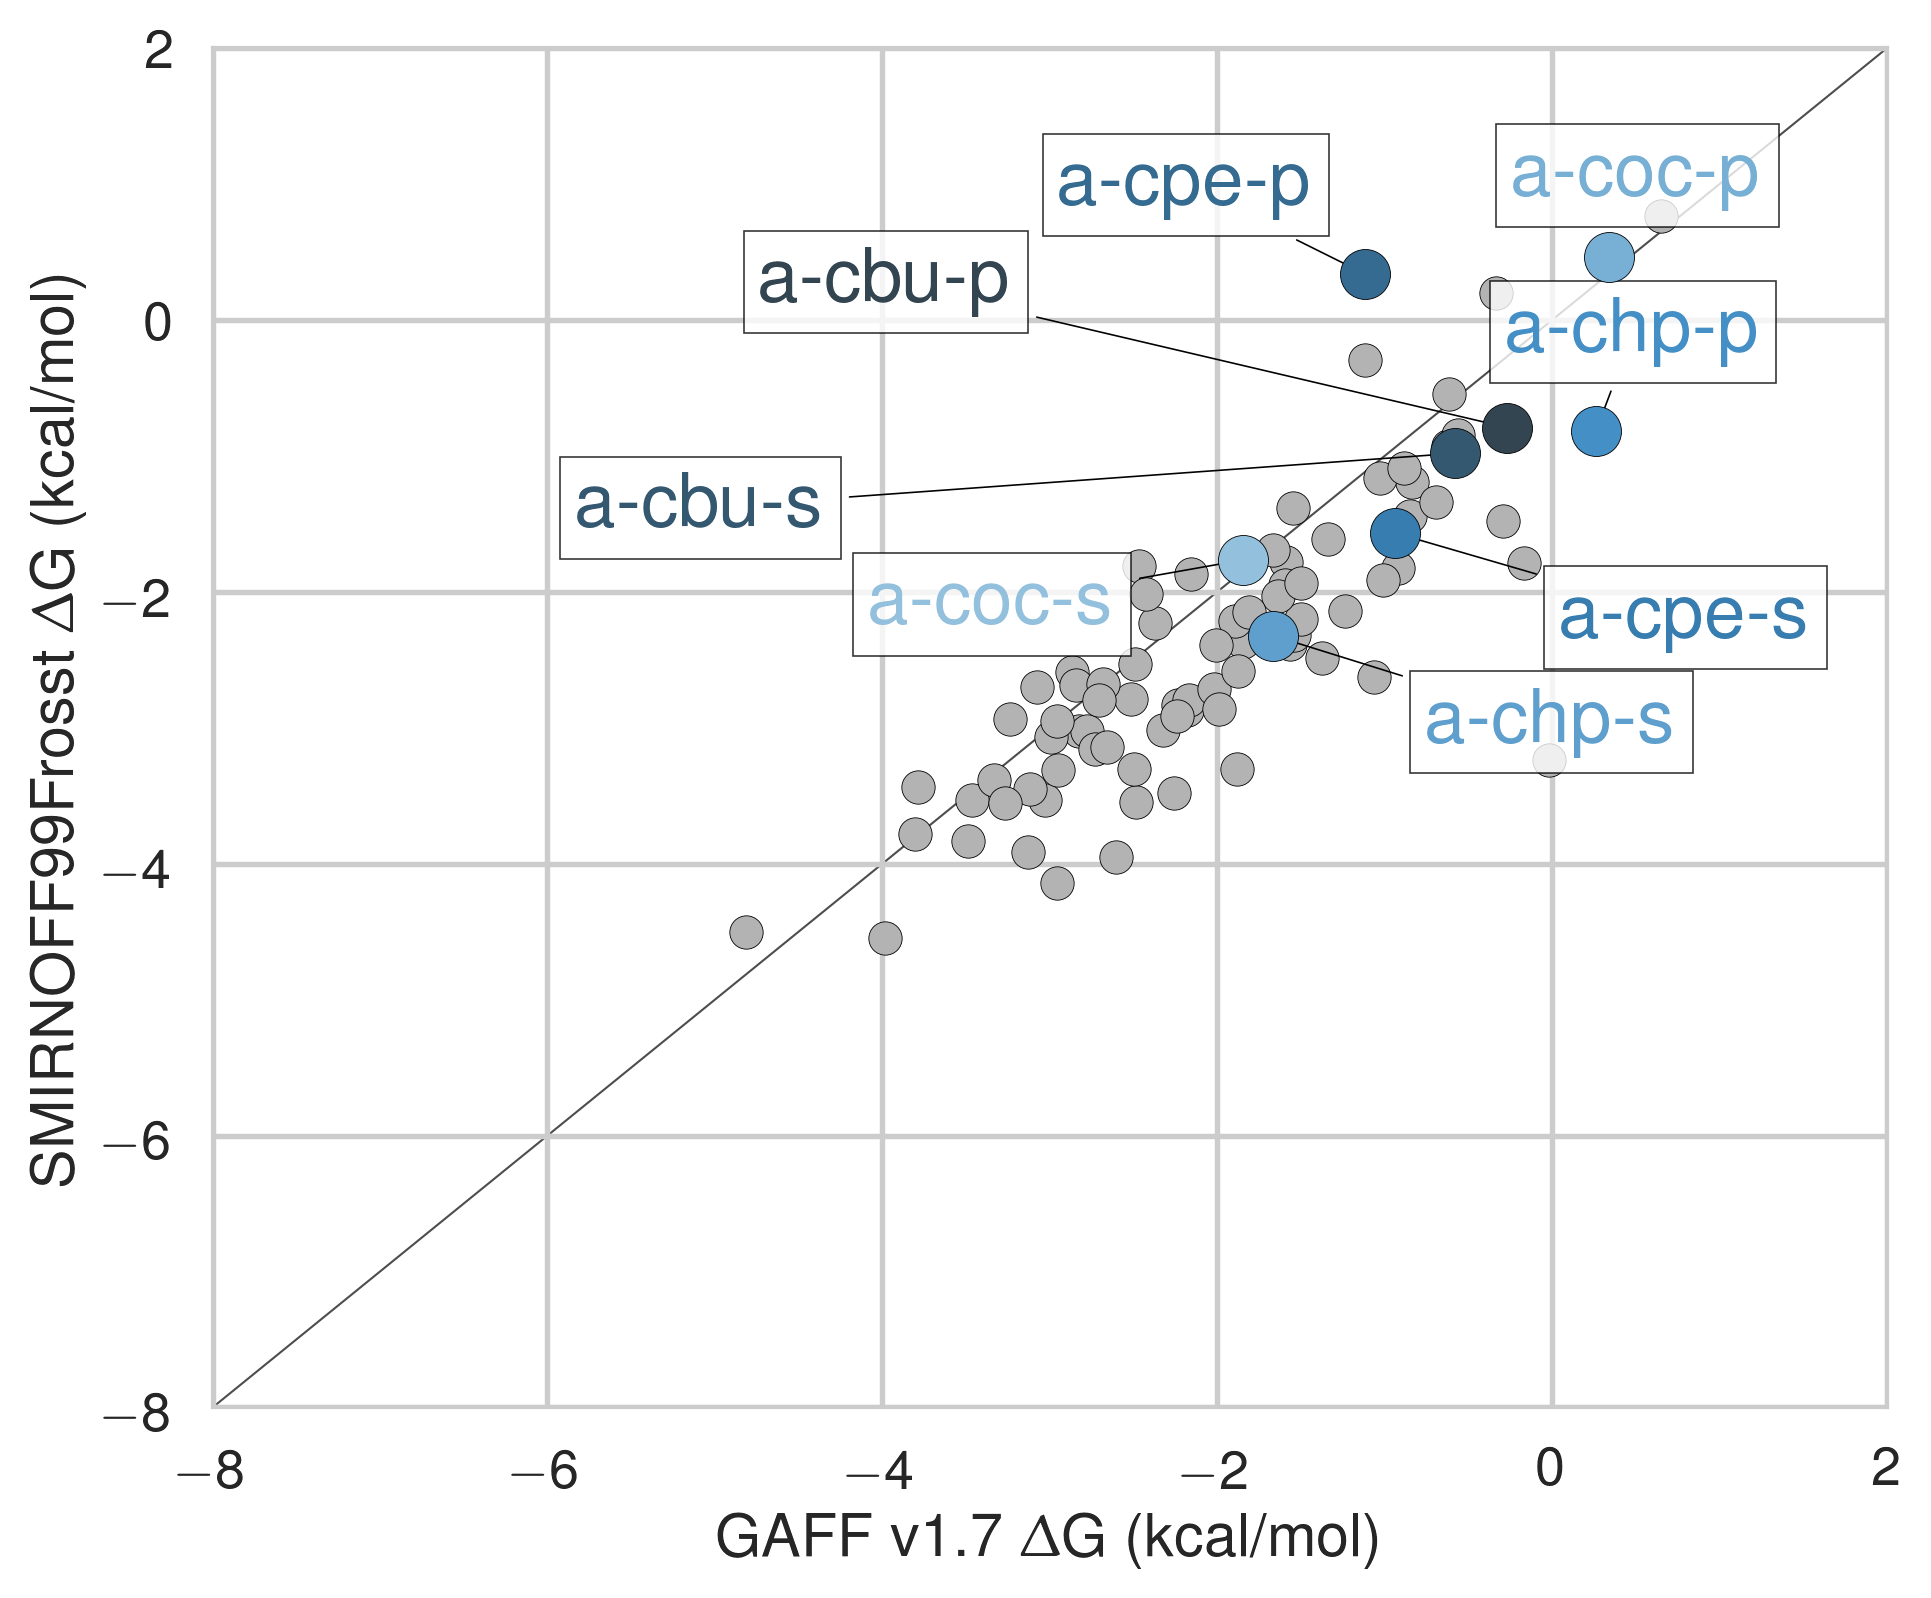 2
0
−2
−4
−6
−8
SMIRNOFF99Frosst ΔG (kcal/mol)
a-cpe-p
a-coc-p
a-cbu-p
a-chp-p
a-cbu-s
a-coc-s
a-cpe-s
a-chp-s
−8 −6 −4 −2 0 2
GAFF v1.7 ΔG (kcal/mol)